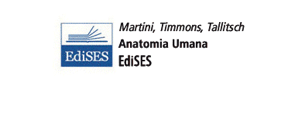 Martini, Timmons, Tallitsch
Anatomia Umana
EdiSES
EdiSES